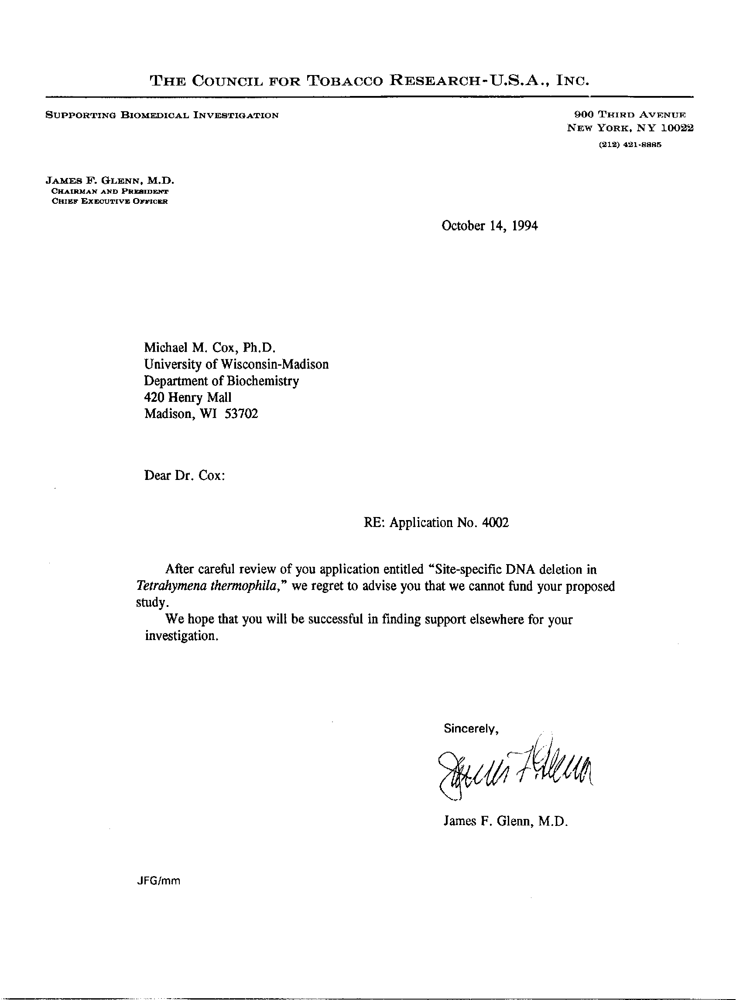 THE COUNCIL FOR TOBACCO RESEARCH-U.S.A., INC.
SUPPORTING BIOMEDICAL INVESTIGATION
900 THIRD AVENUE
NEW YORK, NY 10022
(212) 421-8885
JAMES F. GLENN, M.D.
CHAIRMAN AND PRESIDENT
CHIEF EXECUTIVE OFFICER
October 14, 1994
Michael M. Cox, Ph.D.
University of Wisconsin-Madison
Department of Biochemistry
420 Henry Mall
Madison, WI 53702
Dear Dr. Cox:
RE: Application No. 4002
After careful review of you application entitled “Site-specific DNA deletion in
Tetrahymena thermophila,” we regret to advise you that we cannot fund your proposed
study.
We hope that you will be successful in finding support elsewhere for your
investigation.
Sincerely,
James F Glenn
James F. Glenn, M.D.
JFG/mm